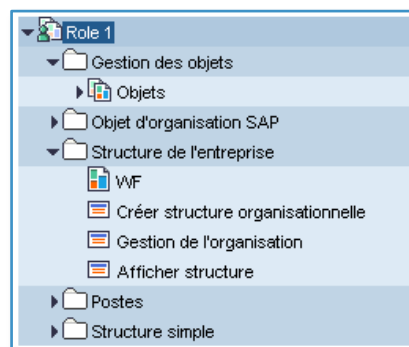 Role 1
Gestion des objets
Objets
Objet d'organisation SAP
Structure de l'entreprise
WF
Créer structure organisationnelle
Gestion de l'organisation
Afficher structure
Postes
Structure simple